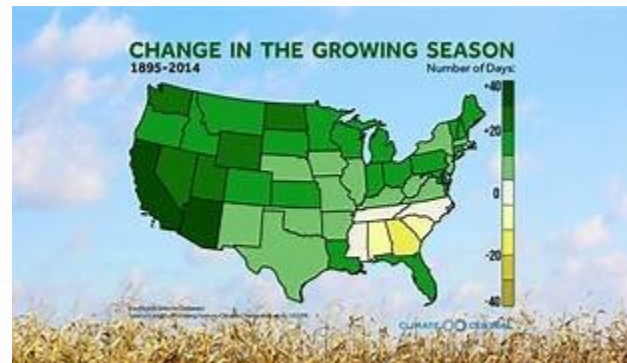 CHANGE IN THE GROWING SEASON
1895-2014
Number of Days:
+40
+20
0
-20
-40
CLIMATE CENTRAL